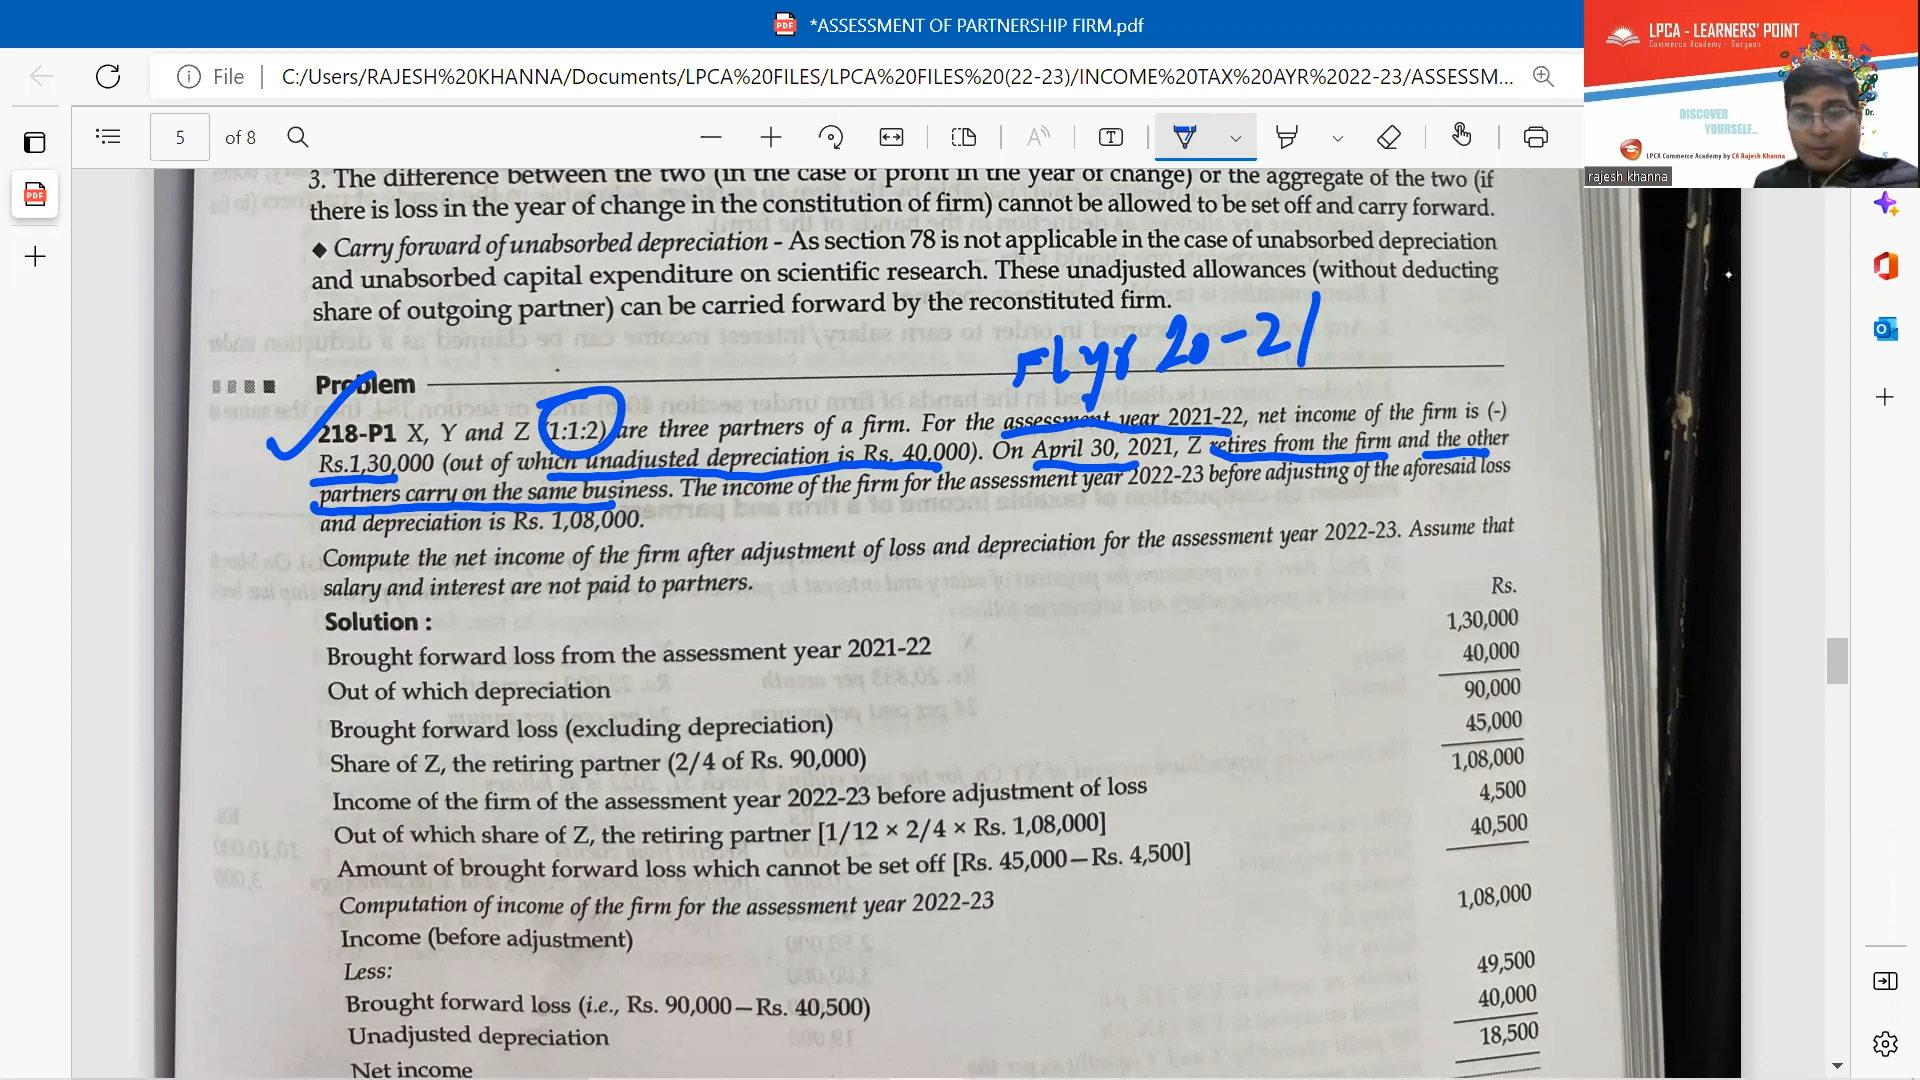 *ASSESSMENT OF PARTNERSHIP FIRM.pdf
File
C:/Users/RAJESH%20KHANNA/Documents/LPCA%20FILES/LPCA%20FILES%20(22-23)/INCOME%20TAX%20AYR%2022-23/ASSESSM...
5 of 8
LPCA - LEARNERS' POINT
Commerce Academy - Gurgaon
DISCOVER
YOURSELF...
Dr.
LPCA Commerce Academy by CA Rajesh Khanna
rajesh khanna
3. The difference between the two (in the case of profit in the year of change) or the aggregate of the two (if
there is loss in the year of change in the constitution of firm) cannot be allowed to be set off and carry forward.
◆ Carry forward of unabsorbed depreciation - As section 78 is not applicable in the case of unabsorbed depreciation
and unabsorbed capital expenditure on scientific research. These unadjusted allowances (without deducting
share of outgoing partner) can be carried forward by the reconstituted firm.
20-21
Problem
218-P1 X, Y and Z (1:1:2) are three partners of a firm. For the assessment year 2021-22, net income of the firm is (-)
Rs.1,30,000 (out of which unadjusted depreciation is Rs. 40,000). On April 30, 2021, Z retires from the firm and the other
partners carry on the same business. The income of the firm for the assessment year 2022-23 before adjusting of the aforesaid loss
and depreciation is Rs. 1,08,000.
Compute the net income of the firm after adjustment of loss and depreciation for the assessment year 2022-23. Assume that
salary and interest are not paid to partners.
Rs.
Solution :
Brought forward loss from the assessment year 2021-22 1,30,000
Out of which depreciation 40,000
Brought forward loss (excluding depreciation) 90,000
Share of Z, the retiring partner (2/4 of Rs. 90,000) 45,000
Income of the firm of the assessment year 2022-23 before adjustment of loss 1,08,000
Out of which share of Z, the retiring partner [1/12 × 2/4 × Rs. 1,08,000] 4,500
Amount of brought forward loss which cannot be set off [Rs. 45,000 – Rs. 4,500] 40,500
Computation of income of the firm for the assessment year 2022-23
Income (before adjustment) 1,08,000
Less:
Brought forward loss (i.e., Rs. 90,000 – Rs. 40,500) 49,500
Unadjusted depreciation 40,000
Net income 18,500